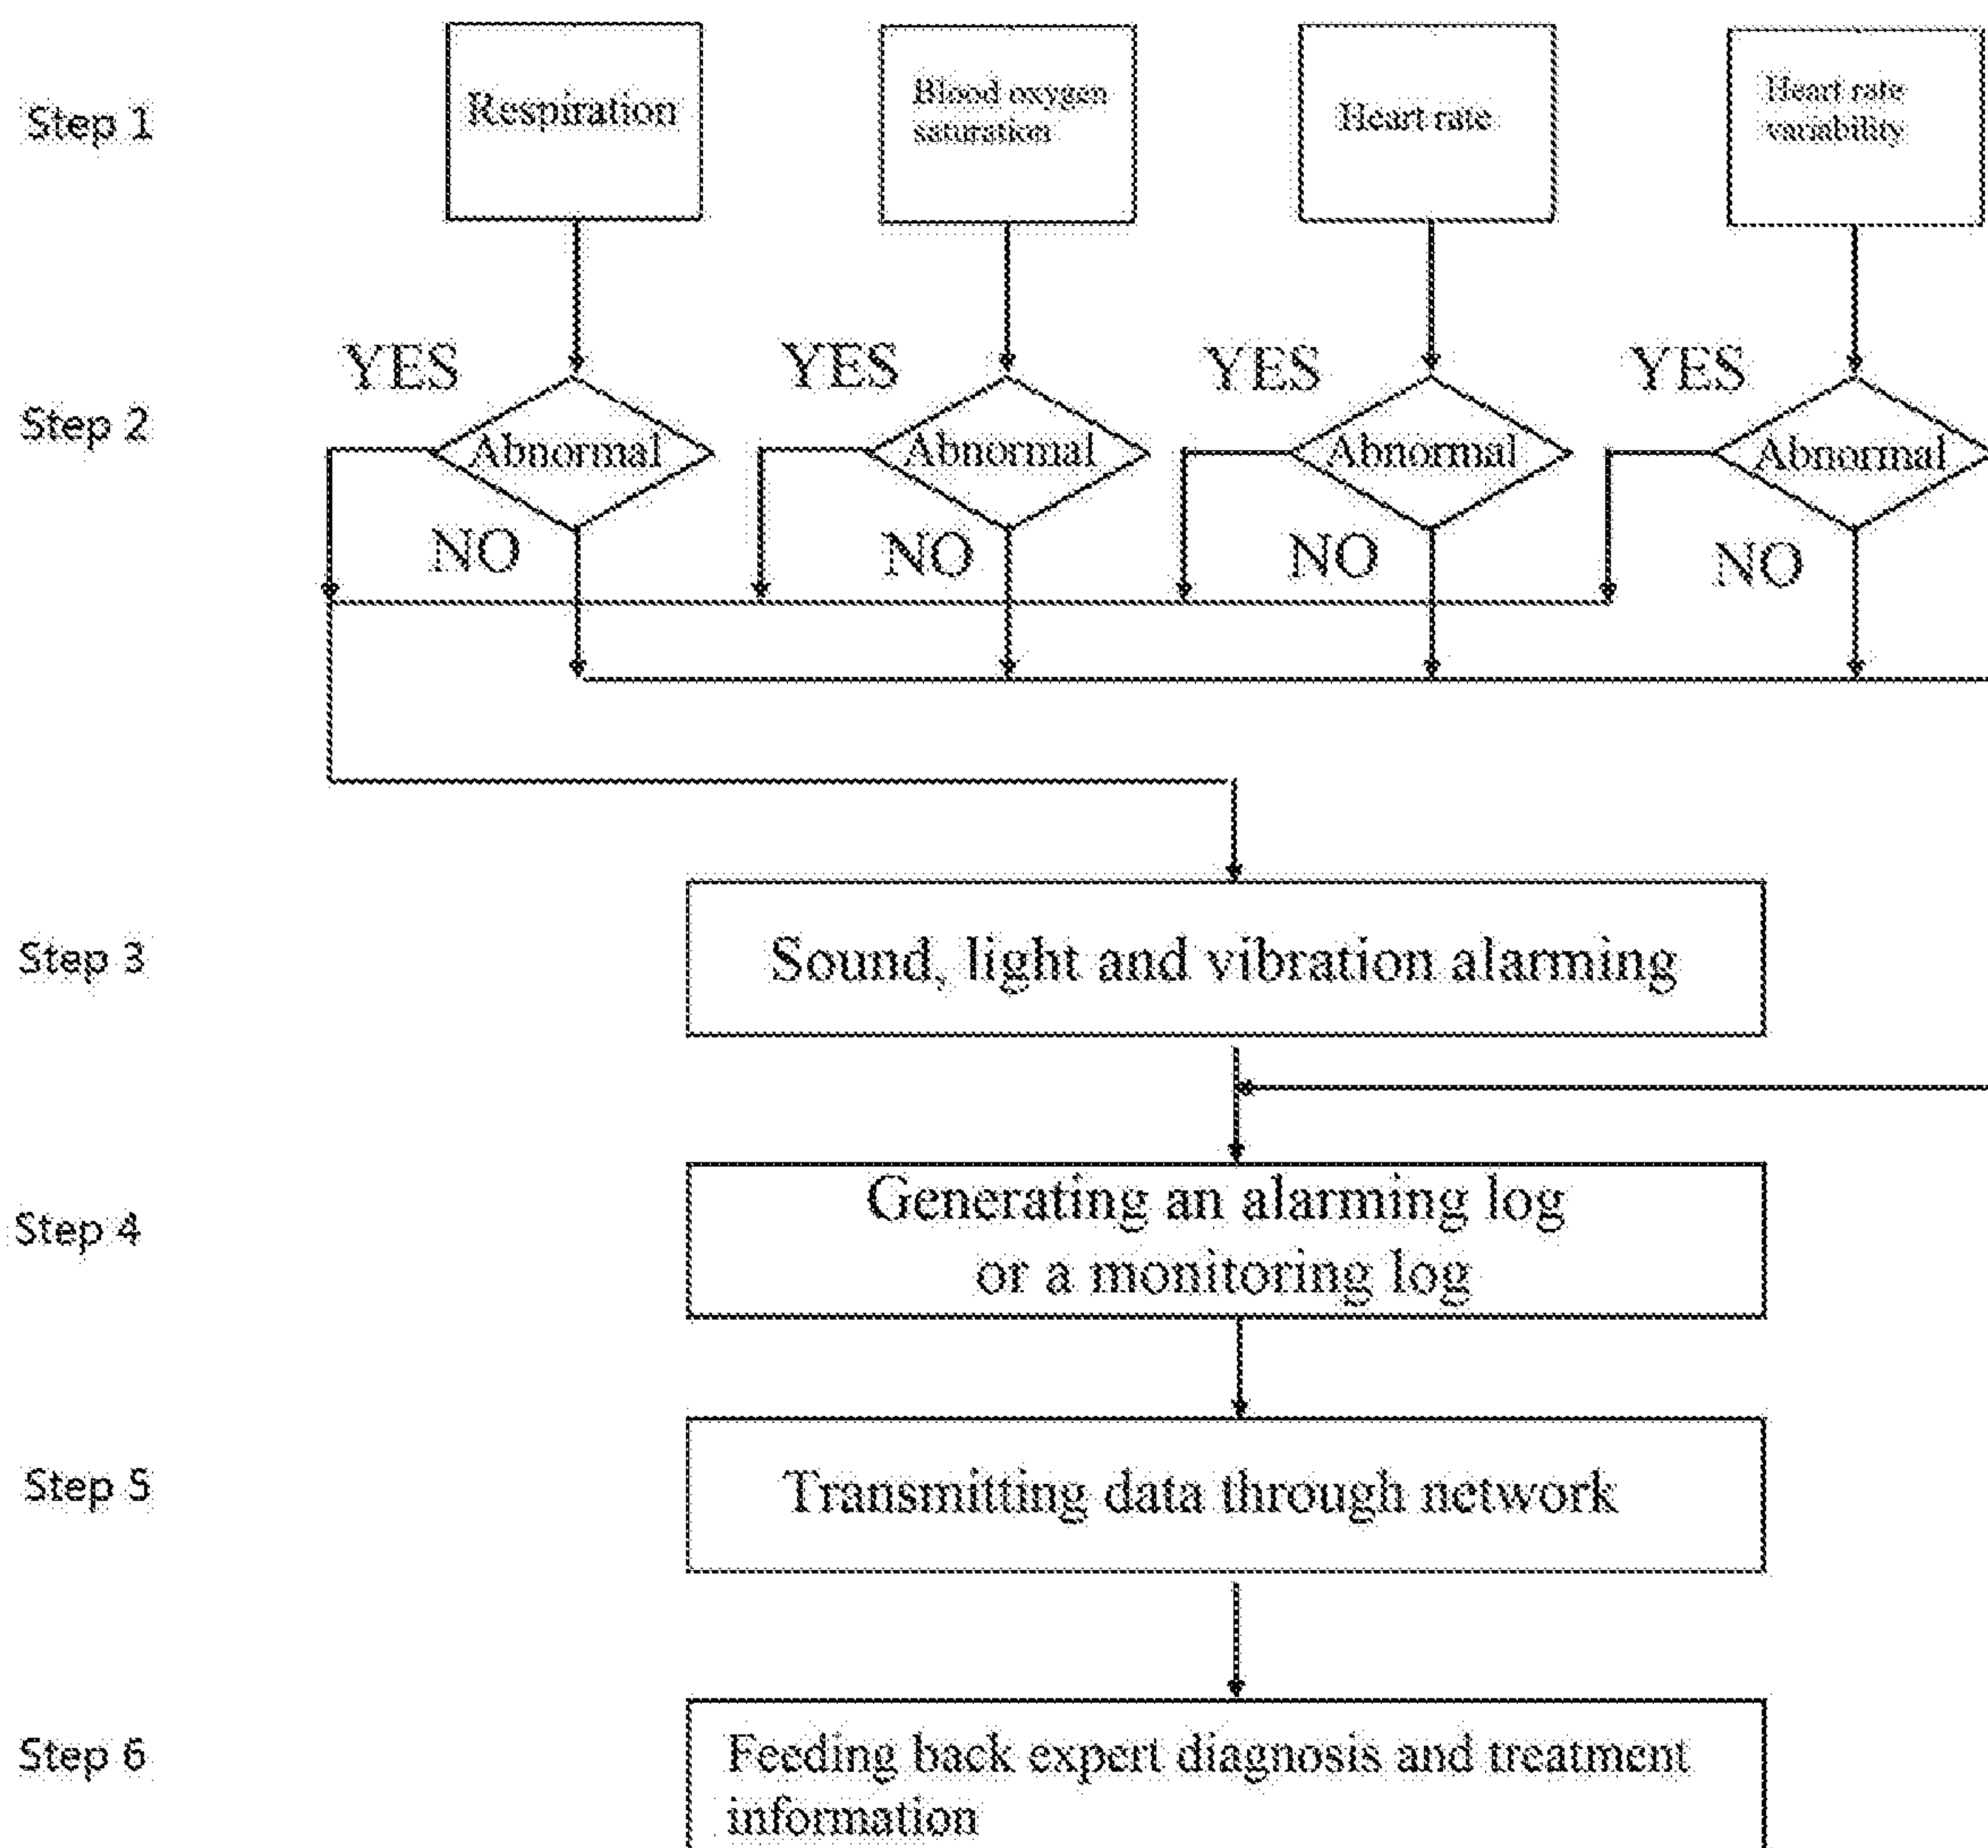 Step 1
Respiration
Blood oxygen
saturation
Heart rate
Heart rate
variability
Step 2
YES
Abnormal
NO
YES
Abnormal
NO
YES
Abnormal
NO
YES
Abnormal
NO
Step 3
Sound, light and vibration alarming
Step 4
Generating an alarming log
or a monitoring log
Step 5
Transmitting data through network
Step 6
Feeding back expert diagnosis and treatment
information